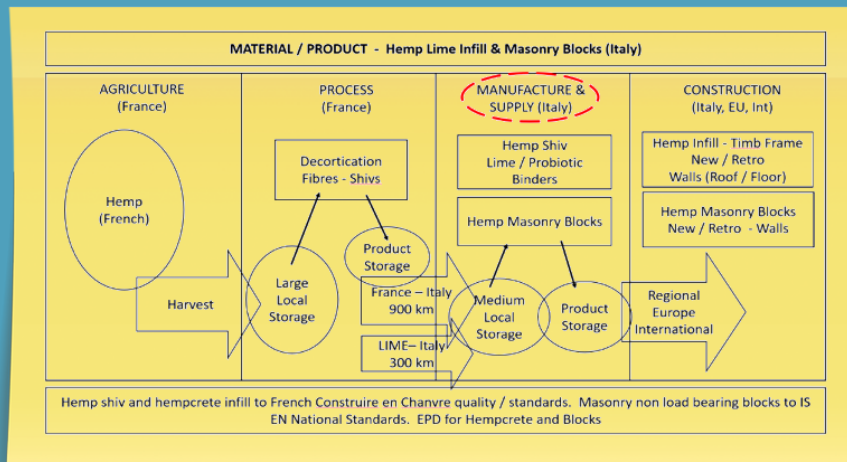 MATERIAL / PRODUCT - Hemp Lime Infill & Masonry Blocks (Italy)
AGRICULTURE
(France)
Hemp
(French)
Harvest
PROCESS
(France)
Decortication
Fibres - Shivs
Large
Local
Storage
Product
Storage
France – Italy
900 km
LIME– Italy
300 km
MANUFACTURE &
SUPPLY (Italy)
Hemp Shiv
Lime / Probiotic
Binders
Hemp Masonry Blocks
Medium
Local
Storage
Product
Storage
CONSTRUCTION
(Italy, EU, Int)
Hemp Infill - Timb Frame
New / Retro
Walls (Roof / Floor)
Hemp Masonry Blocks
New / Retro - Walls
Regional
Europe
International
Hemp shiv and hempcrete infill to French Construire en Chanvre quality / standards. Masonry non load bearing blocks to IS
EN National Standards. EPD for Hempcrete and Blocks